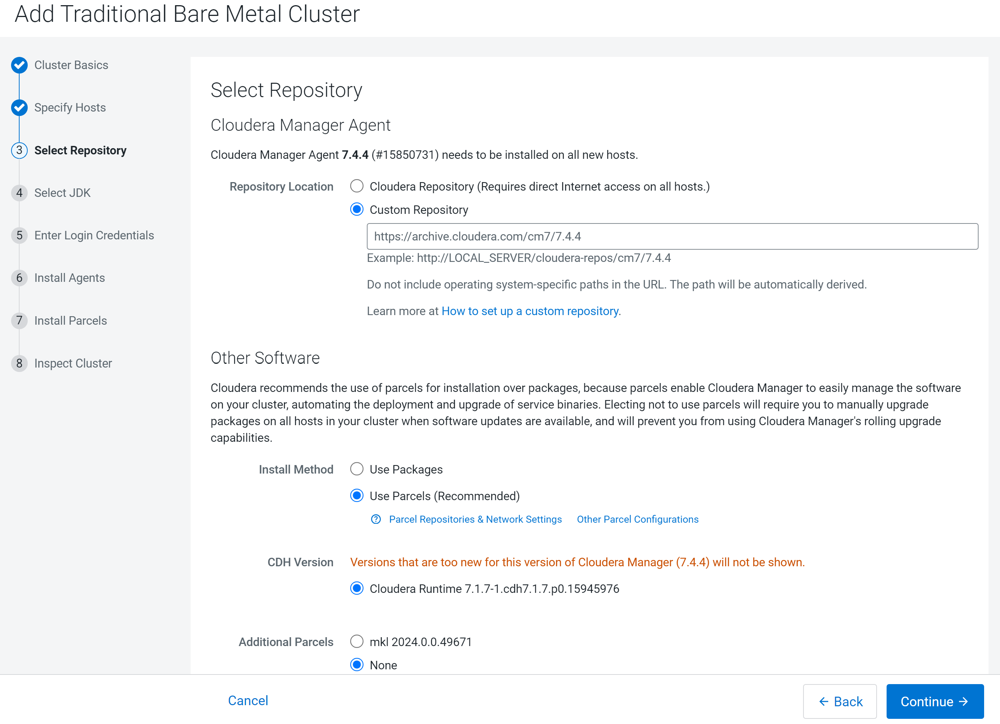 Add Traditional Bare Metal Cluster
Cluster Basics
Specify Hosts
3 Select Repository
4 Select JDK
5 Enter Login Credentials
6 Install Agents
7 Install Parcels
8 Inspect Cluster
Select Repository
Cloudera Manager Agent
Cloudera Manager Agent 7.4.4 (#15850731) needs to be installed on all new hosts.
Repository Location
Cloudera Repository (Requires direct Internet access on all hosts.)
Custom Repository
https://archive.cloudera.com/cm7/7.4.4
Example: http://LOCAL_SERVER/cloudera-repos/cm7/7.4.4
Do not include operating system-specific paths in the URL. The path will be automatically derived.
Learn more at How to set up a custom repository.
Other Software
Cloudera recommends the use of parcels for installation over packages, because parcels enable Cloudera Manager to easily manage the software
on your cluster, automating the deployment and upgrade of service binaries. Electing not to use parcels will require you to manually upgrade
packages on all hosts in your cluster when software updates are available, and will prevent you from using Cloudera Manager's rolling upgrade
capabilities.
Install Method
Use Packages
Use Parcels (Recommended)
? Parcel Repositories & Network Settings Other Parcel Configurations
CDH Version
Versions that are too new for this version of Cloudera Manager (7.4.4) will not be shown.
Cloudera Runtime 7.1.7-1.cdh7.1.7.p0.15945976
Additional Parcels
mkl 2024.0.0.49671
None
Cancel
← Back
Continue →